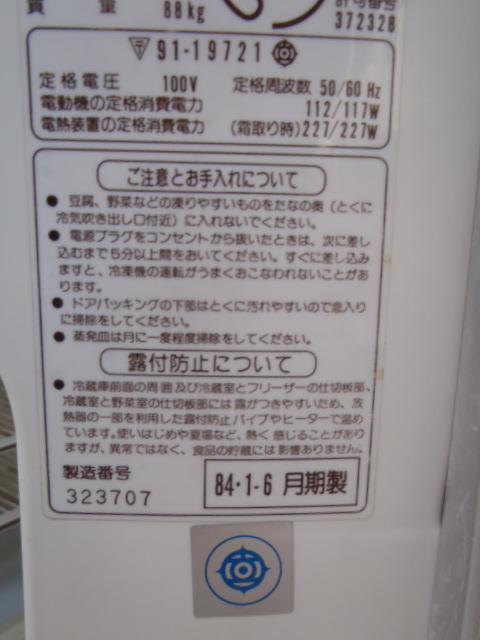 質 量 88kg
許可番号
372328
〒 91-19721
定格電圧 100V 定格周波数 50/60 Hz
電動機の定格消費電力 112/117W
電熱装置の定格消費電力 (霜取り時)227/227W
ご注意とお手入れについて
● 豆腐、野菜などの凍りやすいものをたなの奥(とくに
冷気吹き出し口付近)に入れないでください。
● 電源プラグをコンセントから抜いたときは、次に差し
込むまで5分以上間をおいてください。すぐに差し込み
ますと、冷凍機の運転がうまくおこなわれないことがあ
ります。
● ドアパッキングの下部はとくに汚れやすいので念入り
に掃除をしてください。
● 蒸発皿は月に一度程度掃除をしてください。
露付防止について
● 冷蔵庫前面の周囲及び冷蔵室とフリーザーの仕切板部、
冷蔵室と野菜室の仕切板部には露がつきやすいため、放
熱器の一部を利用した露付防止パイプやヒーターで温め
ています。使いはじめや夏場など、熱く感じることがあり
ますが、異常ではなく、食品の貯蔵には影響ありません。
製造番号
323707
84・1-6 月期製